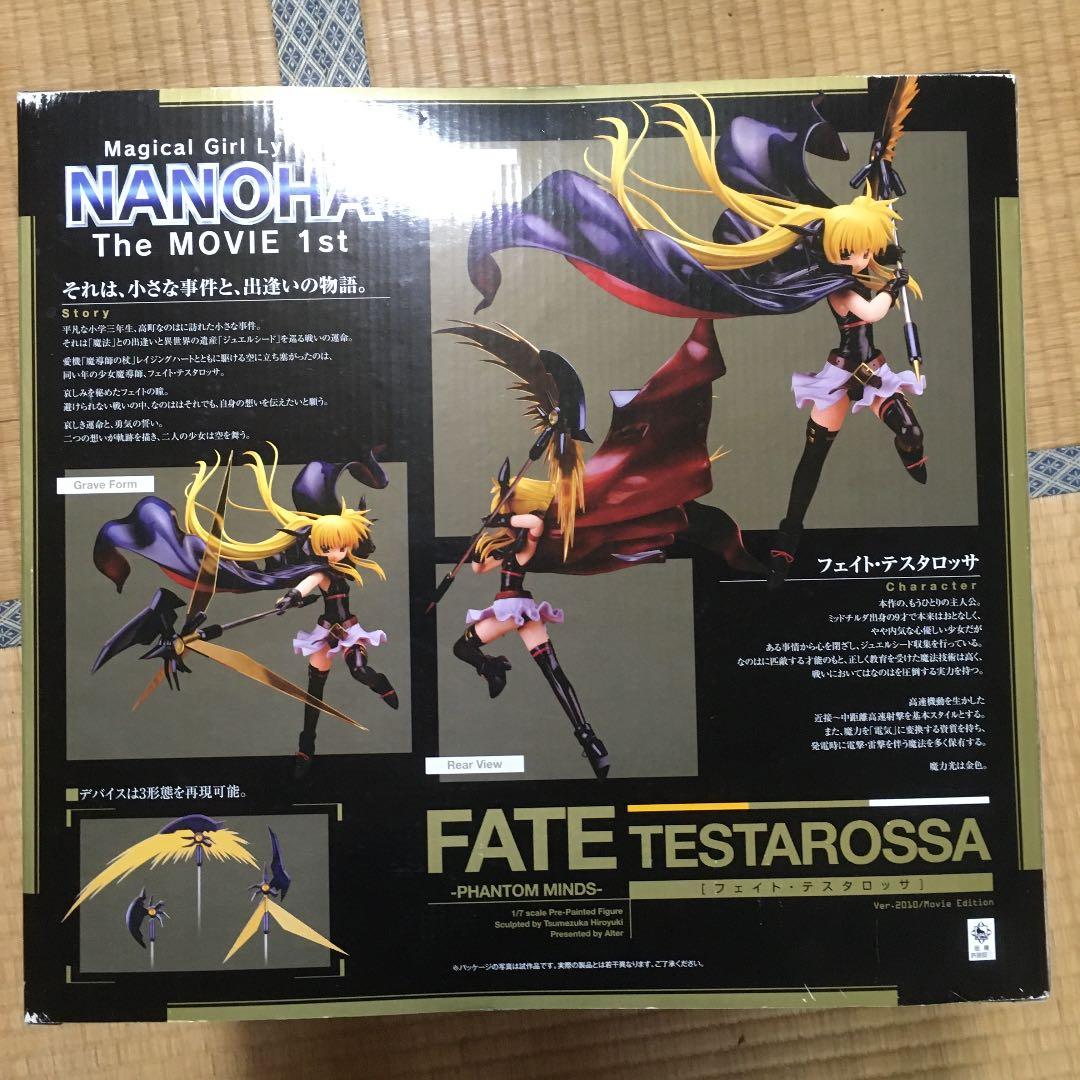 Magical Girl Ly
NANOHA
The MOVIE 1st
それは、小さな事件と、出逢いの物語。
Story
平凡な小学三年生、高町なのはに訪れた小さな事件。
それは「魔法」との出逢いと異世界の遺産「ジュエルシード」を巡る戦いの運命。
愛機「魔導師の杖」レイジングハートとともに駆ける空に立ち塞がったのは、
同い年の少女魔導師、フェイト・テスタロッサ。
哀しみを秘めたフェイトの瞳。
避けられない戦いの中、なのははそれでも、自身の想いを伝えたいと願う。
哀しき運命と、勇気の誓い。
二つの想いが軌跡を描き、二人の少女は空を舞う。
Grave Form
Rear View
フェイト・テスタロッサ
Character
本作の、もうひとりの主人公。
ミッドチルダ出身の9才で本来はおとなしく、
やや内気な心優しい少女だが
ある事情から心を閉ざし、ジュエルシード収集を行っている。
なのはに匹敵する才能のもと、正しく教育を受けた魔法技術は高く、
戦いにおいてはなのはを圧倒する実力を持つ。
高速機動を生かした
近接〜中距離高速射撃を基本スタイルとする。
また、魔力を「電気」に変換する資質を持ち、
発電時に電撃・雷撃を伴う魔法を多く保有する。
魔力光は金色。
■デバイスは3形態を再現可能。
FATE TESTAROSSA
-PHANTOM MINDS-
[フェイト・テスタロッサ]
Ver.2010/Movie Edition
1/7 scale Pre-Painted Figure
Sculpted by Tsumezuka Hiroyuki
Presented by Alter
※パッケージの写真は試作品です。実際の製品とは若干異なります。ご了承ください。